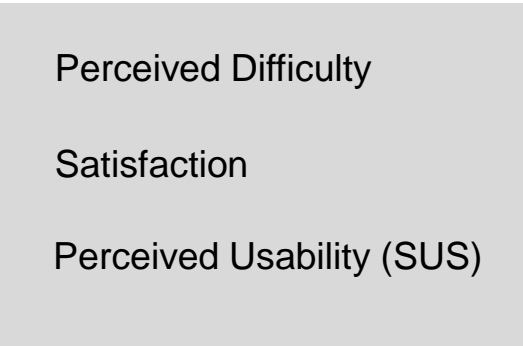 Perceived Difficulty
Satisfaction
Perceived Usability (SUS)